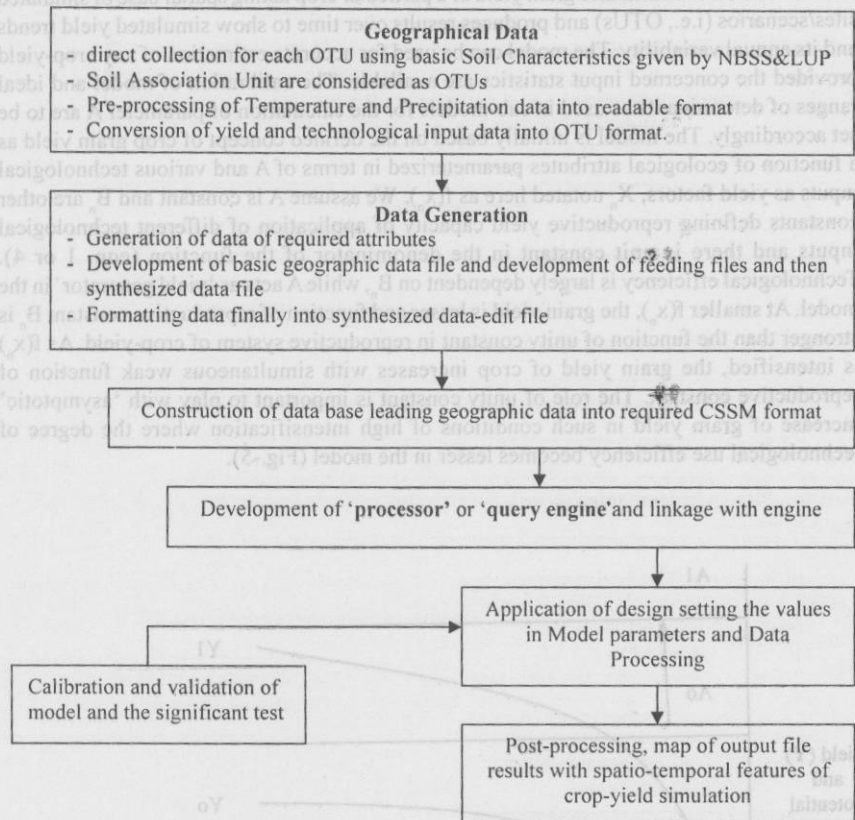 Geographical Data
- direct collection for each OTU using basic Soil Characteristics given by NBSS&LUP
- Soil Association Unit are considered as OTUs
- Pre-processing of Temperature and Precipitation data into readable format
- Conversion of yield and technological input data into OTU format.
Data Generation
- Generation of data of required attributes
- Development of basic geographic data file and development of feeding files and then
synthesized data file
- Formatting data finally into synthesized data-edit file
Construction of data base leading geographic data into required CSSM format
Development of 'processor' or 'query engine'and linkage with engine
Application of design setting the values
in Model parameters and Data
Processing
Calibration and validation of
model and the significant test
Post-processing, map of output file
results with spatio-temporal features of
crop-yield simulation